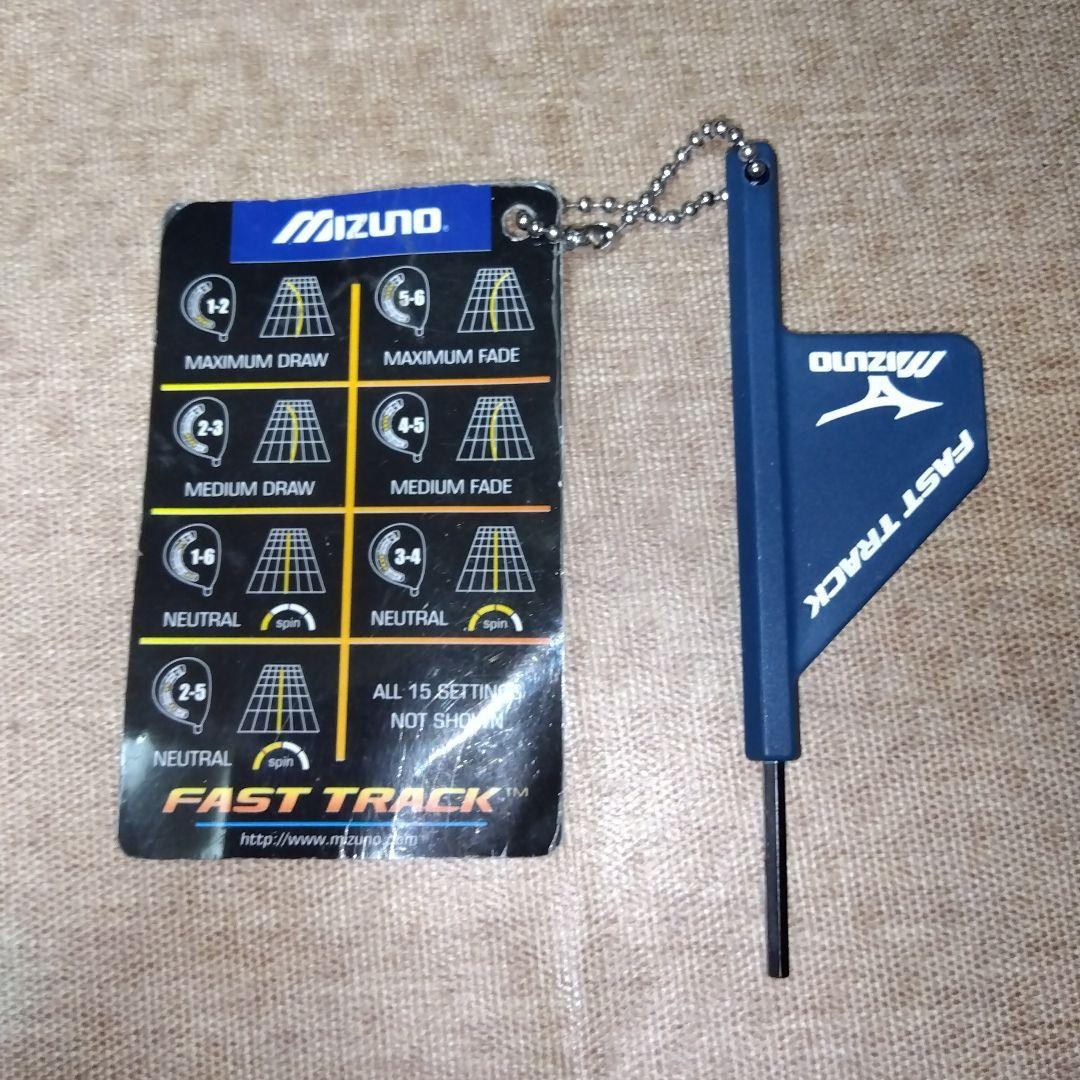 MIZUNO®
1-2
MAXIMUM DRAW
5-6
MAXIMUM FADE
2-3
MEDIUM DRAW
4-5
MEDIUM FADE
1-6
NEUTRAL spin
3-4
NEUTRAL spin
2-5
NEUTRAL spin
ALL 15 SETTINGS
NOT SHOWN
FAST TRACK™
http://www.mizuno.com
MIZUNO
FAST TRACK